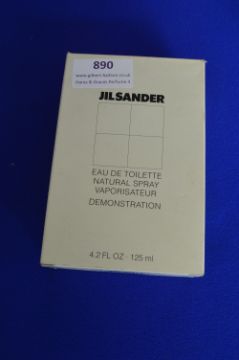 890
JIL SANDER
EAU DE TOILETTE
NATURAL SPRAY
VAPORISATEUR
DEMONSTRATION
4.2 FL OZ · 125 ml